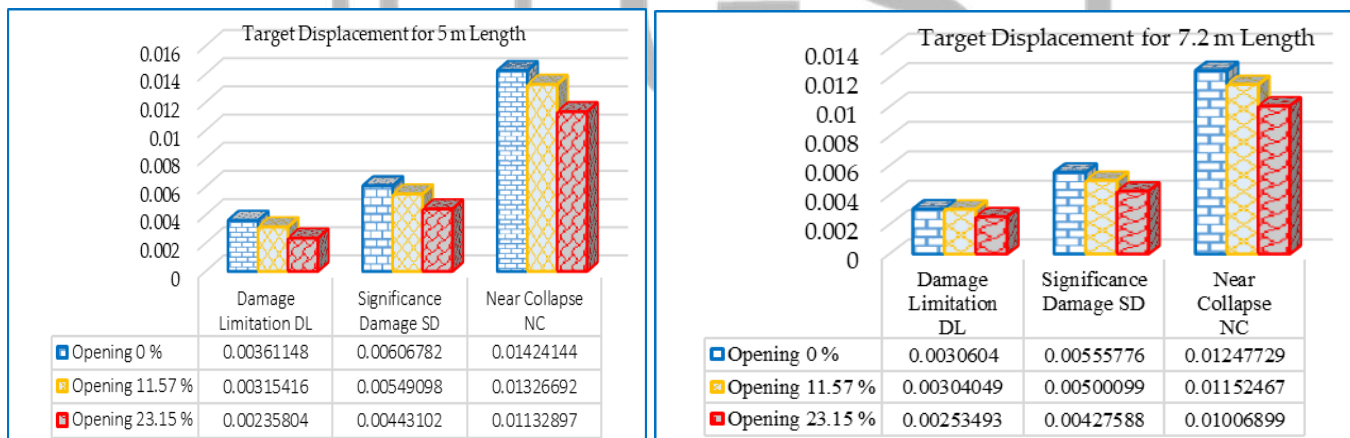 Target Displacement for 5 m Length
0.016
0.014
0.012
0.01
0.008
0.006
0.004
0.002
0
Damage Limitation DL
Significance Damage SD
Near Collapse NC
Opening 0 % 0.00361148 0.00606782 0.01424144
Opening 11.57 % 0.00315416 0.00549098 0.01326692
Opening 23.15 % 0.00235804 0.00443102 0.01132897
Target Displacement for 7.2 m Length
0.014
0.012
0.01
0.008
0.006
0.004
0.002
0
Damage Limitation DL
Significance Damage SD
Near Collapse NC
Opening 0 % 0.0030604 0.00555776 0.01247729
Opening 11.57 % 0.00304049 0.00500099 0.01152467
Opening 23.15 % 0.00253493 0.00427588 0.01006899